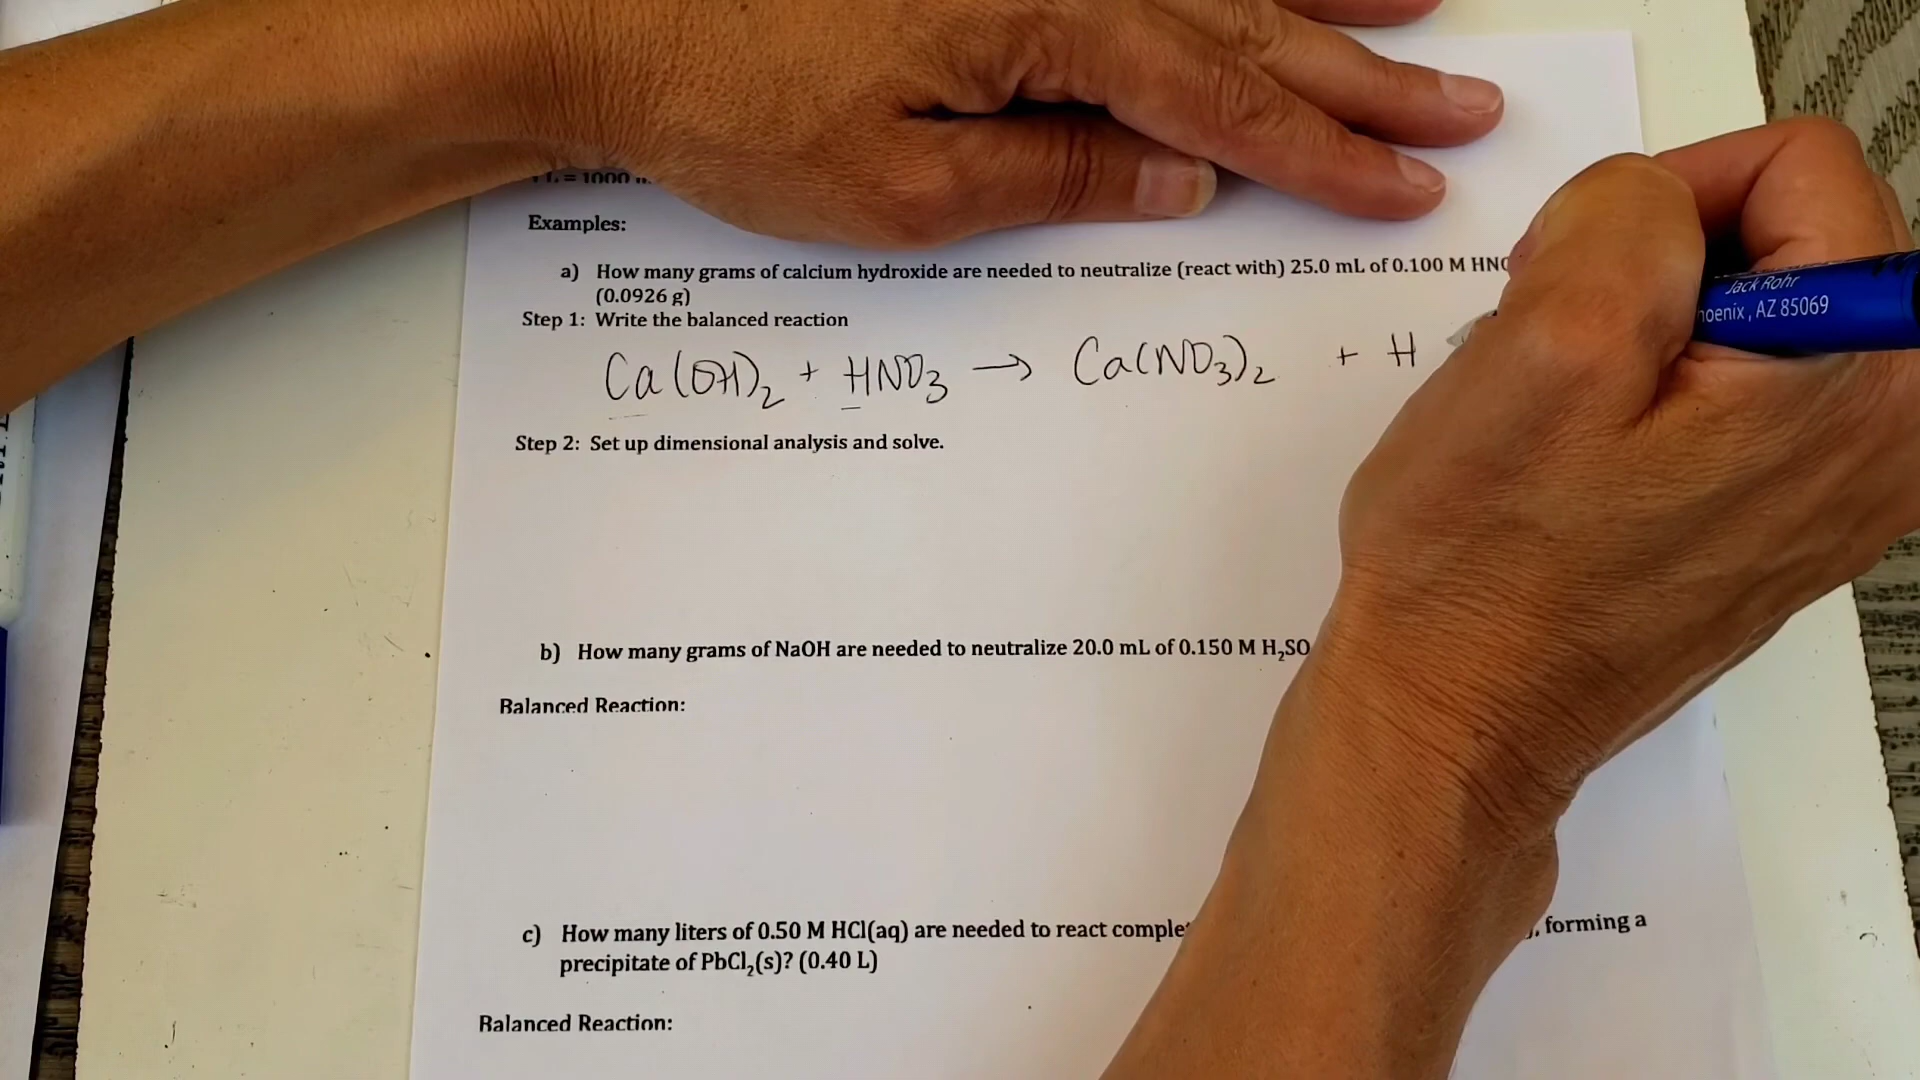 1 L = 1000
Examples:
a) How many grams of calcium hydroxide are needed to neutralize (react with) 25.0 mL of 0.100 M
(0.0926 g)
Step 1: Write the balanced reaction
Ca(OH)₂ + HNO₃ → Ca(NO₃)₂ + H
Step 2: Set up dimensional analysis and solve.
b) How many grams of NaOH are needed to neutralize 20.0 mL of 0.150 M H₂SO
Balanced Reaction:
c) How many liters of 0.50 M HCl(aq) are needed to react , forming a
precipitate of PbCl₂(s)? (0.40 L)
Balanced Reaction:
Jack Rohr
Phoenix, AZ 85069